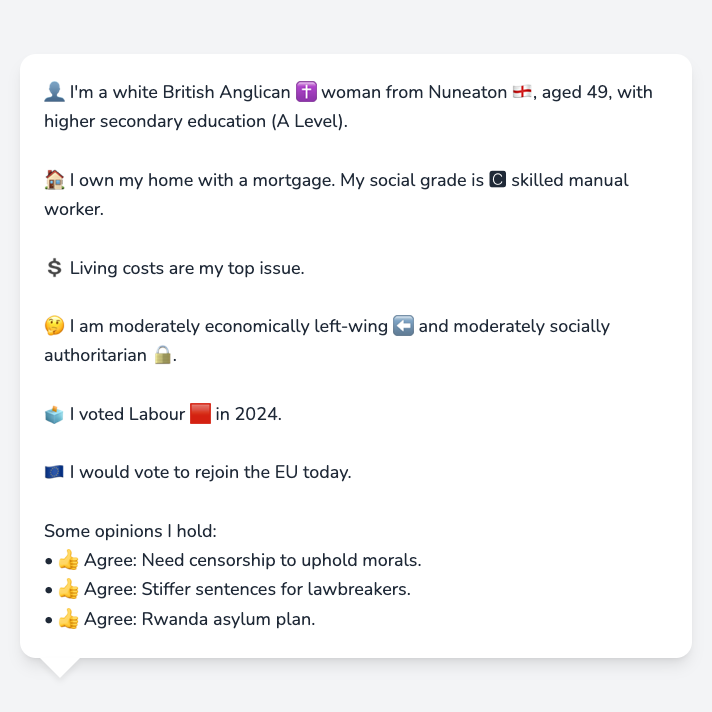 👤 I'm a white British Anglican ✝️ woman from Nuneaton 🏴󠁧󠁢󠁥󠁮󠁧󠁿, aged 49, with
higher secondary education (A Level).
🏠 I own my home with a mortgage. My social grade is 🅲 skilled manual
worker.
💲 Living costs are my top issue.
🤔 I am moderately economically left-wing ⬅️ and moderately socially
authoritarian 🔒.
🗳️ I voted Labour 🟥 in 2024.
🇪🇺 I would vote to rejoin the EU today.
Some opinions I hold:
• 👍 Agree: Need censorship to uphold morals.
• 👍 Agree: Stiffer sentences for lawbreakers.
• 👍 Agree: Rwanda asylum plan.